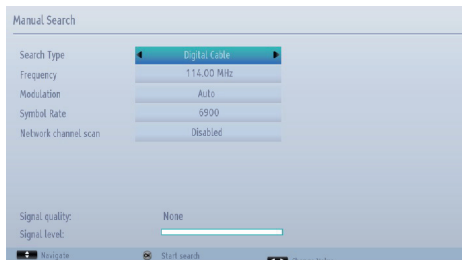 Manual Search
Search Type Digital Cable
Frequency 114.00 MHz
Modulation Auto
Symbol Rate 6900
Network channel scan Disabled
Signal quality: None
Signal level:
Navigate OK Start search